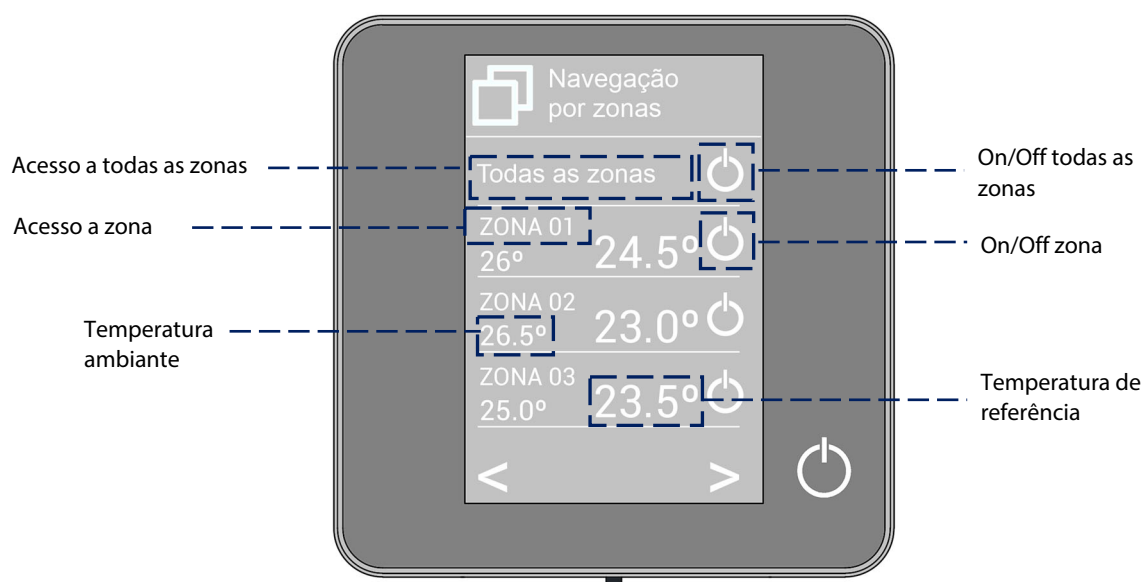 Navegação
por zonas
Acesso a todas as zonas
Todas as zonas
On/Off todas as
zonas
Acesso a zona
ZONA 01
26º
24.5º
On/Off zona
ZONA 02
26.5º
23.0º
Temperatura
ambiante
ZONA 03
25.0º
23.5º
Temperatura de
referência
< >